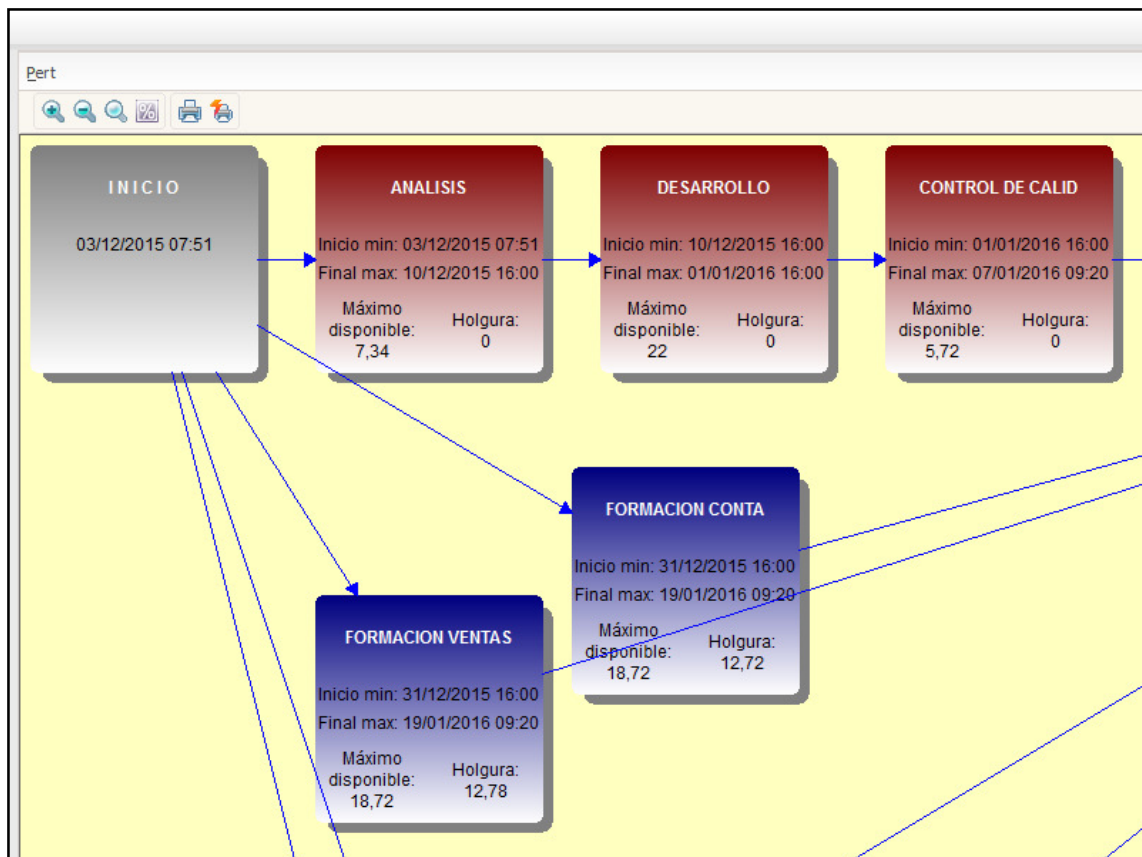 Pert
INICIO
03/12/2015 07:51
ANALISIS
Inicio min: 03/12/2015 07:51
Final max: 10/12/2015 16:00
Máximo
disponible:
7,34
Holgura:
0
DESARROLLO
Inicio min: 10/12/2015 16:00
Final max: 01/01/2016 16:00
Máximo
disponible:
22
Holgura:
0
CONTROL DE CALID
Inicio min: 01/01/2016 16:00
Final max: 07/01/2016 09:20
Máximo
disponible:
5,72
Holgura:
0
FORMACION CONTA
Inicio min: 31/12/2015 16:00
Final max: 19/01/2016 09:20
Máximo
disponible:
18,72
Holgura:
12,72
FORMACION VENTAS
Inicio min: 31/12/2015 16:00
Final max: 19/01/2016 09:20
Máximo
disponible:
18,72
Holgura:
12,78